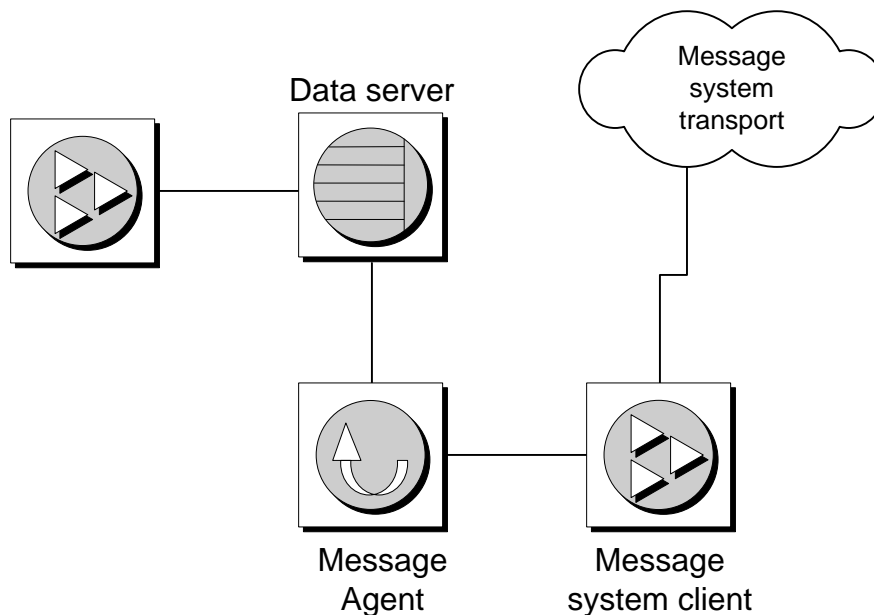 Data server
Message
system
transport
Message
Agent
Message
system client